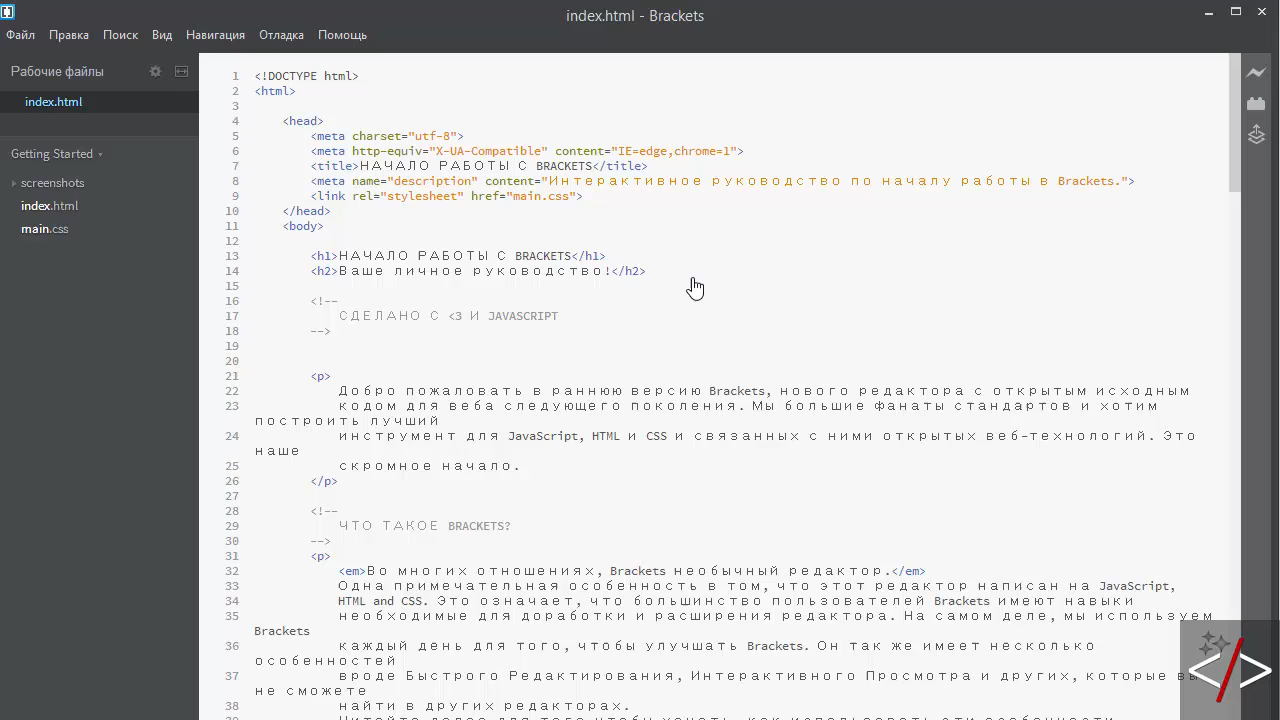 index.html - Brackets
Файл Правка Поиск Вид Навигация Отладка Помощь
Рабочие файлы
index.html
Getting Started
screenshots
index.html
main.css
1 <!DOCTYPE html>
2 <html>
3
4 <head>
5 <meta charset="utf-8">
6 <meta http-equiv="X-UA-Compatible" content="IE=edge,chrome=1">
7 <title>НАЧАЛО РАБОТЫ С BRACKETS</title>
8 <meta name="description" content="Интерактивное руководство по началу работы в Brackets.">
9 <link rel="stylesheet" href="main.css">
10 </head>
11 <body>
12
13 <h1>НАЧАЛО РАБОТЫ С BRACKETS</h1>
14 <h2>Ваше личное руководство!</h2>
15
16 <!--
17 СДЕЛАНО С <3 И JAVASCRIPT
18 -->
19
20
21 <p>
22 Добро пожаловать в раннюю версию Brackets, нового редактора с открытым исходным
23 кодом для веба следующего поколения. Мы большие фанаты стандартов и хотим
построить лучший
24 инструмент для JavaScript, HTML и CSS и связанных с ними открытых веб-технологий. Это
наше
25 скромное начало.
26 </p>
27
28 <!--
29 ЧТО ТАКОЕ BRACKETS?
30 -->
31 <p>
32 <em>Во многих отношениях, Brackets необычный редактор.</em>
33 Одна примечательная особенность в том, что этот редактор написан на JavaScript,
34 HTML and CSS. Это означает, что большинство пользователей Brackets имеют навыки
35 необходимые для доработки и расширения редактора. На самом деле, мы используем
Brackets
36 каждый день для того, чтобы улучшать Brackets. Он так же имеет несколько
особенностей
37 вроде Быстрого Редактирования, Интерактивного Просмотра и других, которые вы
не сможете
38 найти в других редакторах.
Читайте далее для того чтобы узнать, как использовать эти особенности